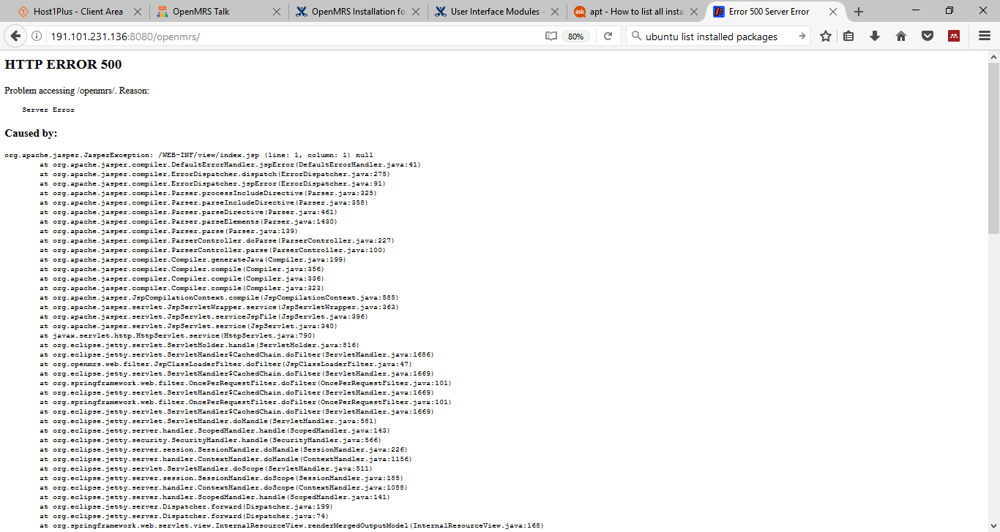 Host1Plus - Client Area
OpenMRS Talk
OpenMRS Installation fo
User Interface Modules -
ask
apt - How to list all insta
Error 500 Server Error
191.101.231.136:8080/openmrs/
80%
ubuntu list installed packages
HTTP ERROR 500
Problem accessing /openmrs/. Reason:
Server Error
Caused by:
org.apache.jasper.JasperException: /WEB-INF/view/index.jsp (line: 1, column: 1) null
at org.apache.jasper.compiler.DefaultErrorHandler.jspError(DefaultErrorHandler.java:41)
at org.apache.jasper.compiler.ErrorDispatcher.dispatch(ErrorDispatcher.java:275)
at org.apache.jasper.compiler.ErrorDispatcher.jspError(ErrorDispatcher.java:91)
at org.apache.jasper.compiler.Parser.processIncludeDirective(Parser.java:325)
at org.apache.jasper.compiler.Parser.parseIncludeDirective(Parser.java:358)
at org.apache.jasper.compiler.Parser.parseDirective(Parser.java:461)
at org.apache.jasper.compiler.Parser.parseElements(Parser.java:1430)
at org.apache.jasper.compiler.Parser.parse(Parser.java:139)
at org.apache.jasper.compiler.ParserController.doParse(ParserController.java:227)
at org.apache.jasper.compiler.ParserController.parse(ParserController.java:100)
at org.apache.jasper.compiler.Compiler.generateJava(Compiler.java:199)
at org.apache.jasper.compiler.Compiler.compile(Compiler.java:356)
at org.apache.jasper.compiler.Compiler.compile(Compiler.java:336)
at org.apache.jasper.compiler.Compiler.compile(Compiler.java:323)
at org.apache.jasper.JspCompilationContext.compile(JspCompilationContext.java:585)
at org.apache.jasper.servlet.JspServletWrapper.service(JspServletWrapper.java:363)
at org.apache.jasper.servlet.JspServlet.serviceJspFile(JspServlet.java:396)
at org.apache.jasper.servlet.JspServlet.service(JspServlet.java:340)
at javax.servlet.http.HttpServlet.service(HttpServlet.java:790)
at org.eclipse.jetty.servlet.ServletHolder.handle(ServletHolder.java:816)
at org.eclipse.jetty.servlet.ServletHandler$CachedChain.doFilter(ServletHandler.java:1686)
at org.openmrs.web.filter.JspClassLoaderFilter.doFilter(JspClassLoaderFilter.java:47)
at org.eclipse.jetty.servlet.ServletHandler$CachedChain.doFilter(ServletHandler.java:1669)
at org.springframework.web.filter.OncePerRequestFilter.doFilter(OncePerRequestFilter.java:101)
at org.eclipse.jetty.servlet.ServletHandler$CachedChain.doFilter(ServletHandler.java:1669)
at org.springframework.web.filter.OncePerRequestFilter.doFilter(OncePerRequestFilter.java:101)
at org.eclipse.jetty.servlet.ServletHandler$CachedChain.doFilter(ServletHandler.java:1669)
at org.eclipse.jetty.servlet.ServletHandler.doHandle(ServletHandler.java:581)
at org.eclipse.jetty.server.handler.ScopedHandler.handle(ScopedHandler.java:143)
at org.eclipse.jetty.security.SecurityHandler.handle(SecurityHandler.java:566)
at org.eclipse.jetty.server.session.SessionHandler.doHandle(SessionHandler.java:226)
at org.eclipse.jetty.server.handler.ContextHandler.doHandle(ContextHandler.java:1156)
at org.eclipse.jetty.servlet.ServletHandler.doScope(ServletHandler.java:511)
at org.eclipse.jetty.server.session.SessionHandler.doScope(SessionHandler.java:185)
at org.eclipse.jetty.server.handler.ContextHandler.doScope(ContextHandler.java:1088)
at org.eclipse.jetty.server.handler.ScopedHandler.handle(ScopedHandler.java:141)
at org.eclipse.jetty.server.Dispatcher.forward(Dispatcher.java:199)
at org.eclipse.jetty.server.Dispatcher.forward(Dispatcher.java:74)
at org.springframework.web.servlet.view.InternalResourceView.renderMergedOutputModel(InternalResourceView.java:168)